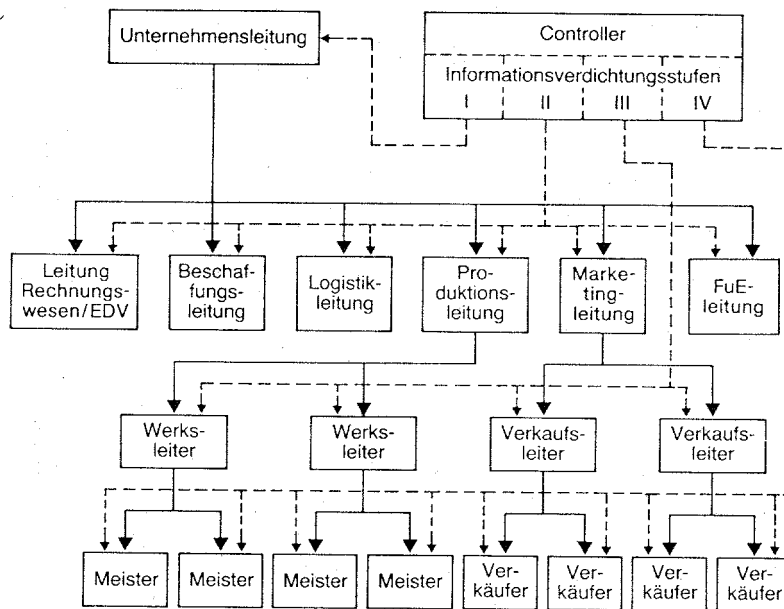 Unternehmensleitung
Controller
Informationsverdichtungsstufen
I II III IV
Leitung
Rechnungs-
wesen/EDV
Beschaf-
fungs-
leitung
Logistik-
leitung
Pro-
duktions-
leitung
Marke-
ting-
leitung
FuE-
leitung
Werks-
leiter
Werks-
leiter
Verkaufs-
leiter
Verkaufs-
leiter
Meister
Meister
Meister
Meister
Ver-
käufer
Ver-
käufer
Ver-
käufer
Ver-
käufer